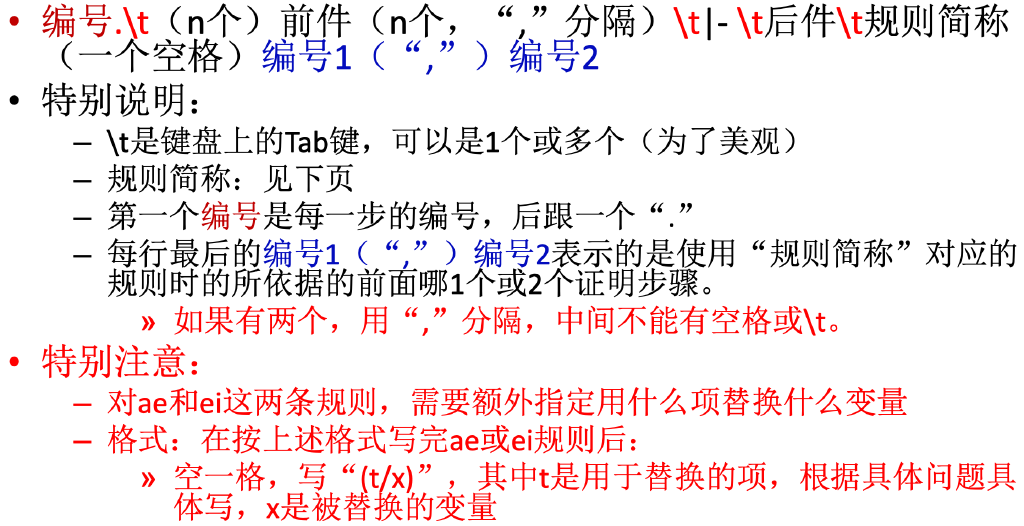 • 编号.\t（n个）前件（n个，“,”分隔）\t|- \t后件\t规则简称
（一个空格）编号1（“,”）编号2
• 特别说明：
– \t是键盘上的Tab键，可以是1个或多个（为了美观）
– 规则简称：见下页
– 第一个编号是每一步的编号，后跟一个“.”
– 每行最后的编号1（“,”）编号2表示的是使用“规则简称”对应的
规则时的所依据的前面哪1个或2个证明步骤。
» 如果有两个，用“,”分隔，中间不能有空格或\t。
• 特别注意：
– 对ae和ei这两条规则，需要额外指定用什么项替换什么变量
– 格式：在按上述格式写完ae或ei规则后：
» 空一格，写“(t/x)”，其中t是用于替换的项，根据具体问题具
体写，x是被替换的变量